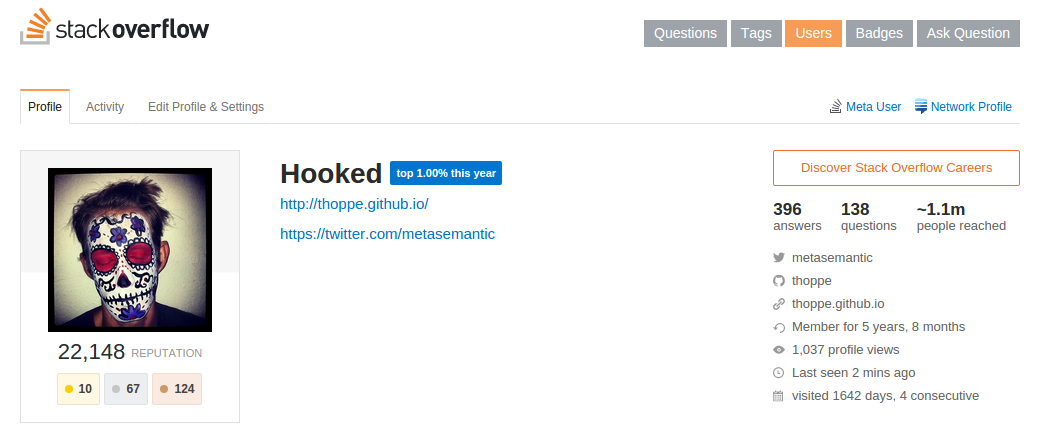 stackoverflow
Questions Tags Users Badges Ask Question
Profile Activity Edit Profile & Settings Meta User Network Profile
Hooked top 1.00% this year
http://thoppe.github.io/
https://twitter.com/metasemantic
22,148 REPUTATION
10 67 124
Discover Stack Overflow Careers
396 138 ~1.1m
answers questions people reached
metasemantic
thoppe
thoppe.github.io
Member for 5 years, 8 months
1,037 profile views
Last seen 2 mins ago
visited 1642 days, 4 consecutive